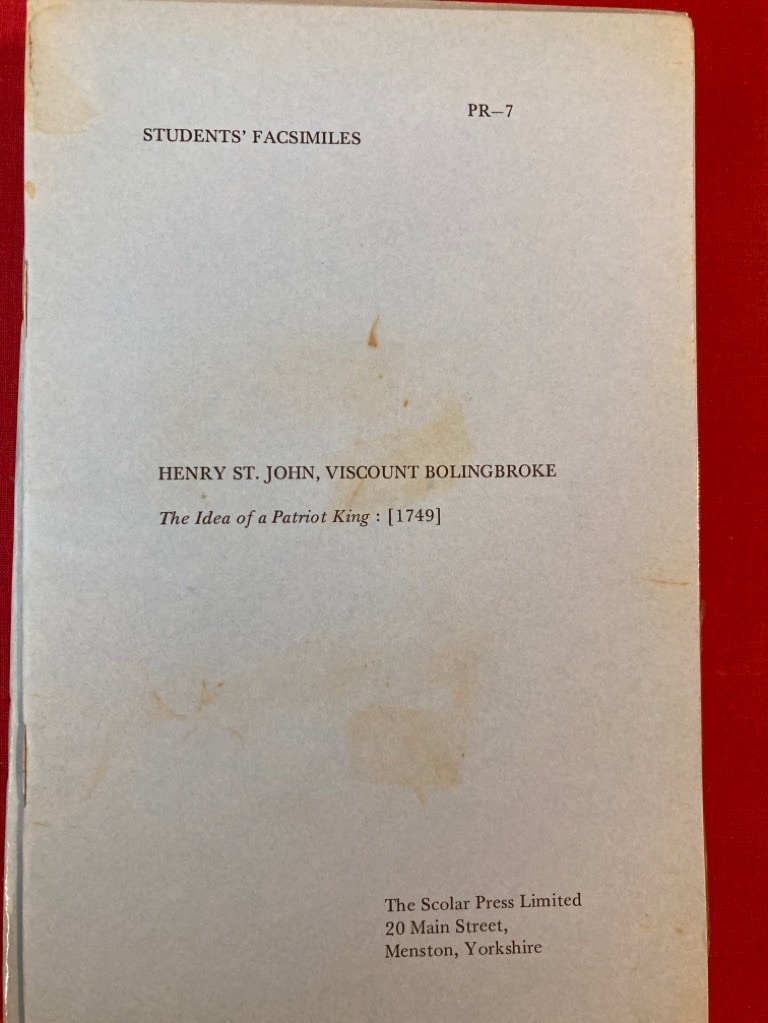 PR—7
STUDENTS’ FACSIMILES
HENRY ST. JOHN, VISCOUNT BOLINGBROKE
The Idea of a Patriot King : [1749]
The Scolar Press Limited
20 Main Street,
Menston, Yorkshire